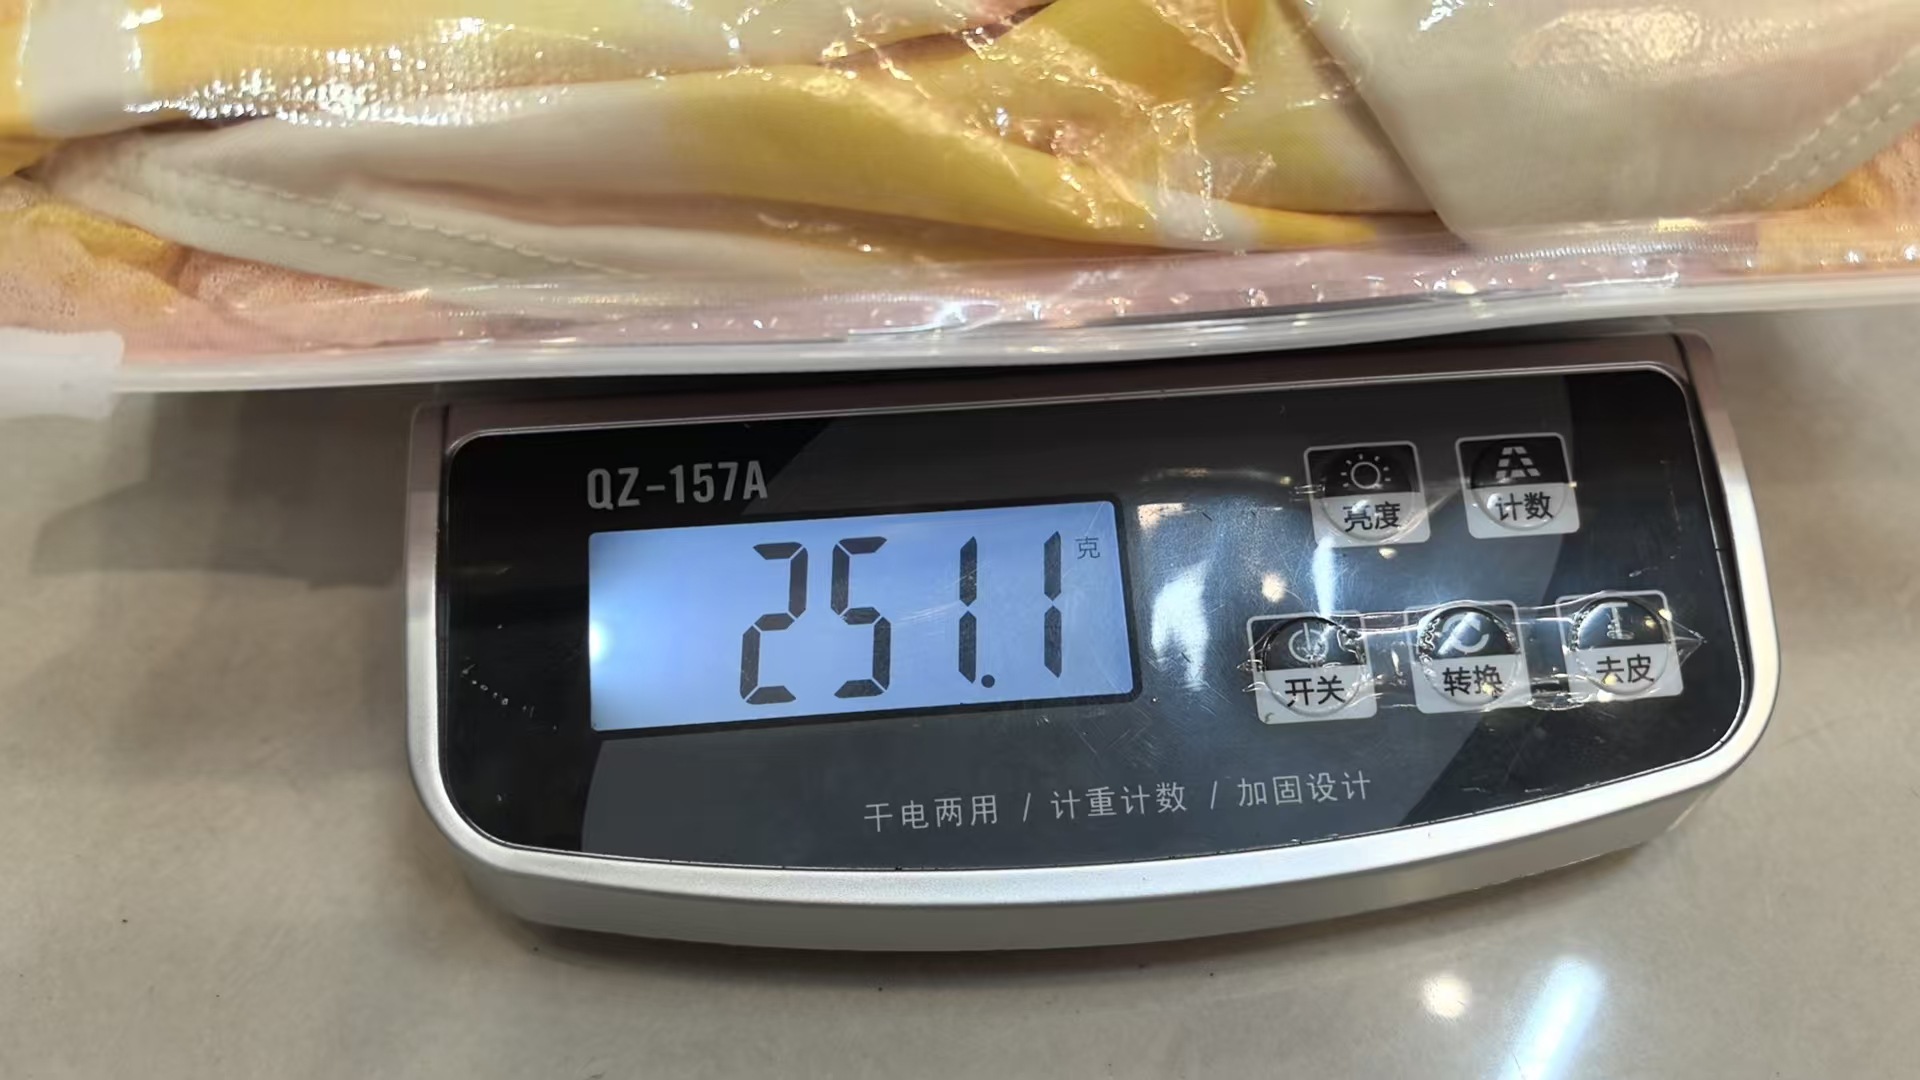 QZ-157A
251.1 克
亮度
计数
开关
转换
去皮
干电两用 / 计重计数 / 加固设计